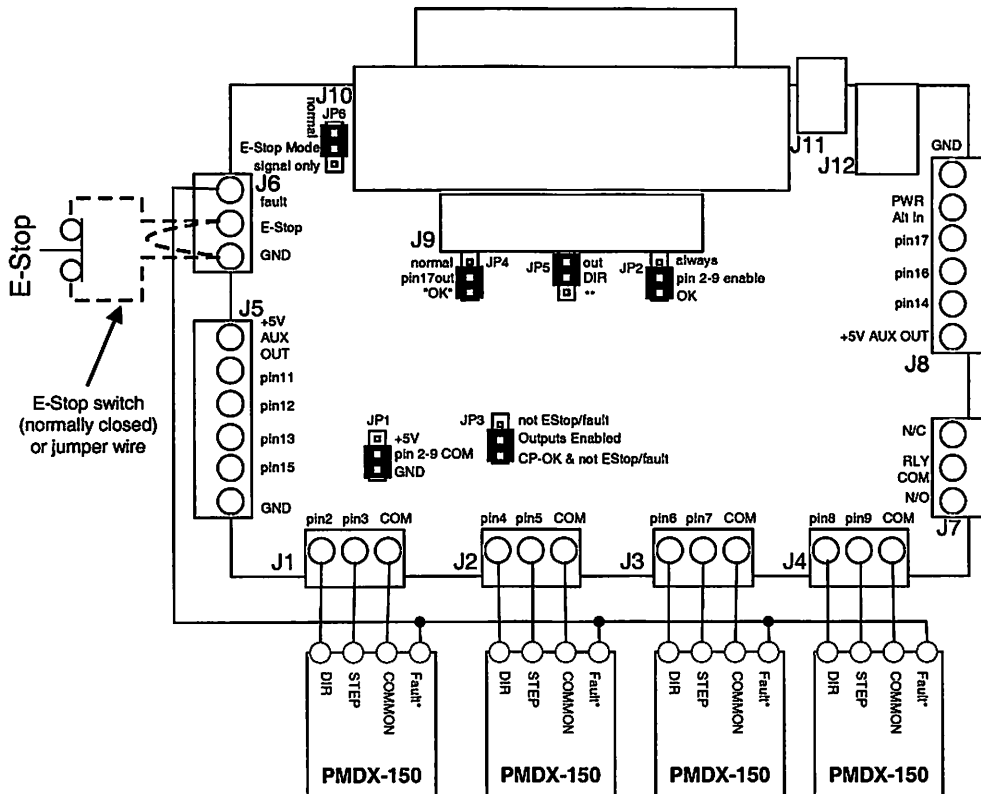 J10
normal
JP6
E-Stop Mode
signal only
J11
J12
J6
fault
E-Stop
GND
E-Stop
J9
normal
pin17out
"OK"
JP4
JP5
out
DIR
**
JP2
always
pin 2-9 enable
OK
GND
PWR
Alt In
pin17
pin16
pin14
+5V AUX OUT
J8
J5
+5V
AUX
OUT
pin11
pin12
pin13
pin15
GND
E-Stop switch
(normally closed)
or jumper wire
JP1
+5V
pin 2-9 COM
GND
JP3
not EStop/fault
Outputs Enabled
CP-OK & not EStop/fault
N/C
RLY
COM
N/O
J7
pin2 pin3 COM
J1
pin4 pin5 COM
J2
pin6 pin7 COM
J3
pin8 pin9 COM
J4
DIR
STEP
COMMON
Fault*
PMDX-150
DIR
STEP
COMMON
Fault*
PMDX-150
DIR
STEP
COMMON
Fault*
PMDX-150
DIR
STEP
COMMON
Fault*
PMDX-150